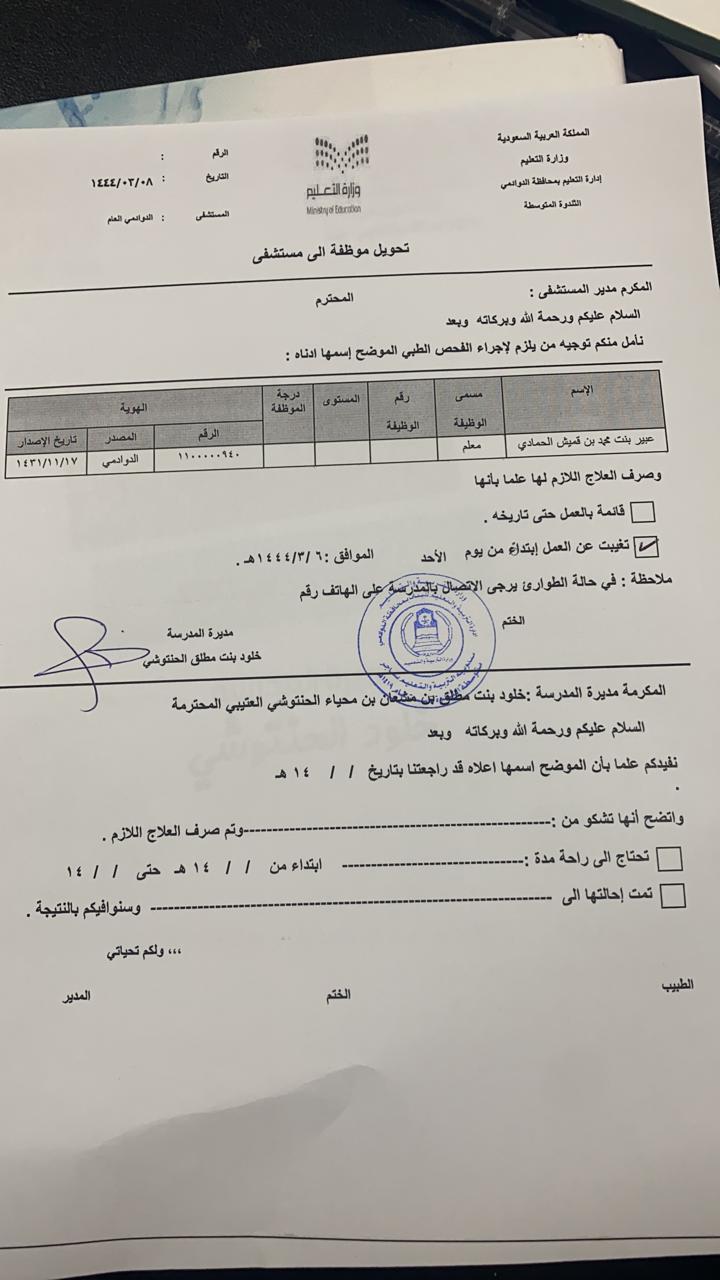 المملكة العربية السعودية
وزارة التعليم
إدارة التعليم بمحافظة الدوادمي
الثندوة المتوسطة
وزارة التعليم
Ministry of Education
الرقم :
التاريخ : ١٤٤٤/٠٣/٠٨
المستشفى : الدوادمي العام
تحويل موظفة الى مستشفى
المكرم مدير المستشفى : المحترم
السلام عليكم ورحمة الله وبركاته وبعد
نأمل منكم توجيه من يلزم لإجراء الفحص الطبي الموضح إسمها ادناه :
الإسم مسمى الوظيفة رقم الوظيفة المستوى درجة الموظفة الهوية
الرقم المصدر تاريخ الإصدار
عبير بنت محمد بن قميش الحمادي معلم ١١٠٠٠٠٠٩٤٠ الدوادمي ١٤٣١/١١/١٧
وصرف العلاج اللازم لها علما بأنها
قائمة بالعمل حتى تاريخه .
تغيبت عن العمل إبتداءً من يوم الأحد الموافق :١٤٤٤/٣/٦هـ .
ملاحظة : في حالة الطوارئ يرجى الاتصال بالمدرسة على الهاتف رقم
الختم
مديرة المدرسة
خلود بنت مطلق الحنتوشي
المكرمة مديرة المدرسة :خلود بنت مطلق بن مشعان بن محياء الحنتوشي العتيبي المحترمة
السلام عليكم ورحمة الله وبركاته وبعد
نفيدكم علما بأن الموضح اسمها اعلاه قد راجعتنا بتاريخ / / ١٤ هـ
.
واتضح أنها تشكو من :----------وتم صرف العلاج اللازم .
تحتاج الى راحة مدة :---------- ابتداء من / / ١٤ هـ حتى / / ١٤
تمت إحالتها الى ---------- وسنوافيكم بالنتيجة .
ولكم تحياتي ،،،
الطبيب الختم المدير